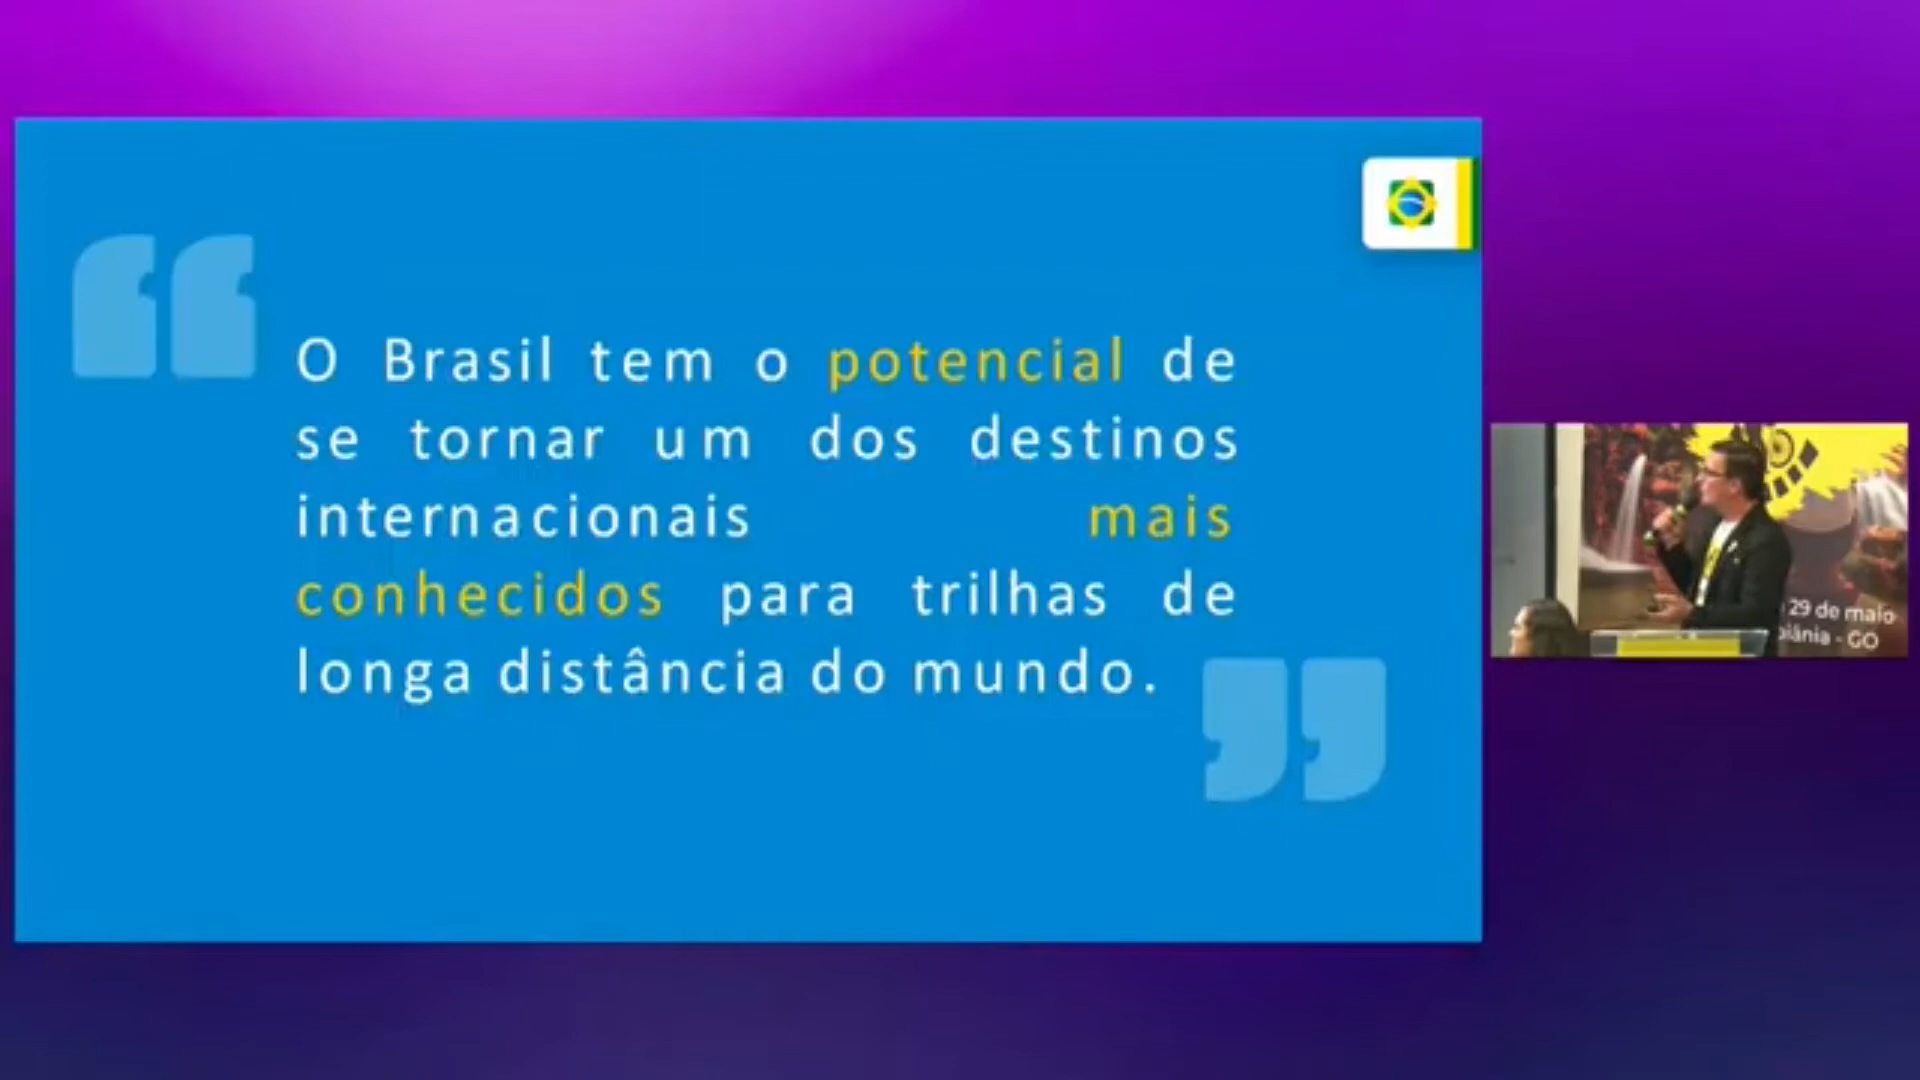 O Brasil tem o potencial de
se tornar um dos destinos
internacionais mais
conhecidos para trilhas de
longa distância do mundo.
29 de maio
GO